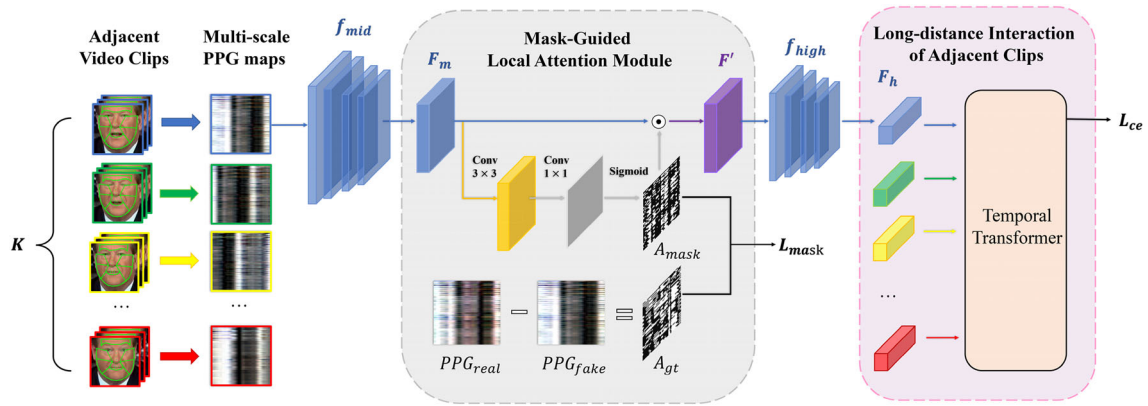 Adjacent
Video Clips
Multi-scale
PPG maps
K
...
...
f_mid
Mask-Guided
Local Attention Module
F_m
Conv
3 × 3
Conv
1 × 1
Sigmoid
A_mask
L_mask
PPG_real
PPG_fake
A_gt
F'
f_high
Long-distance Interaction
of Adjacent Clips
F_h
...
Temporal
Transformer
L_ce